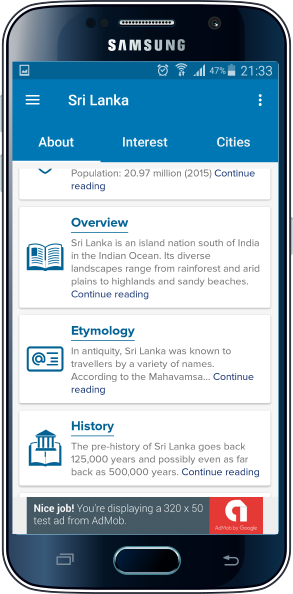 SAMSUNG
47% 21:33
Sri Lanka
About Interest Cities
Population: 20.97 million (2015) Continue
reading
Overview
Sri Lanka is an island nation south of India
in the Indian Ocean. Its diverse
landscapes range from rainforest and arid
plains to highlands and sandy beaches.
Continue reading
Etymology
In antiquity, Sri Lanka was known to
travellers by a variety of names.
According to the Mahavamsa... Continue
reading
History
The pre-history of Sri Lanka goes back
125,000 years and possibly even as far
back as 500,000 years. Continue reading
Nice job! You're displaying a 320 x 50
test ad from AdMob.
AdMob by Google